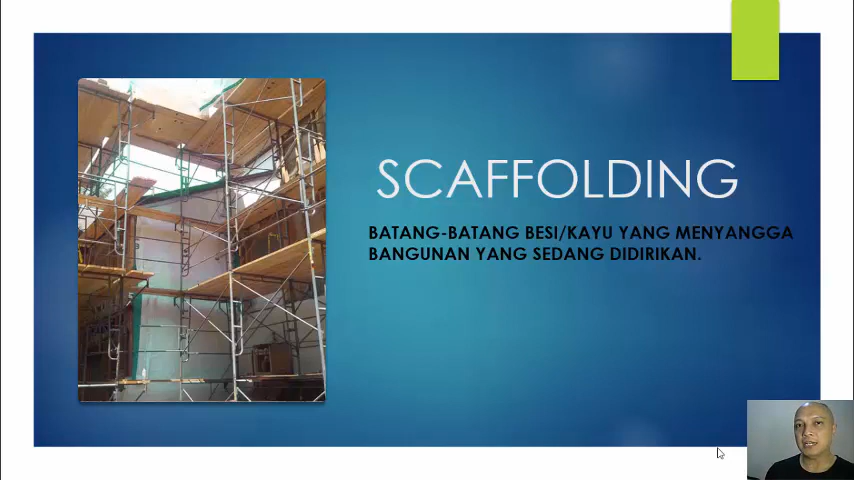 SCAFFOLDING
BATANG-BATANG BESI/KAYU YANG MENYANGGA
BANGUNAN YANG SEDANG DIDIRIKAN.